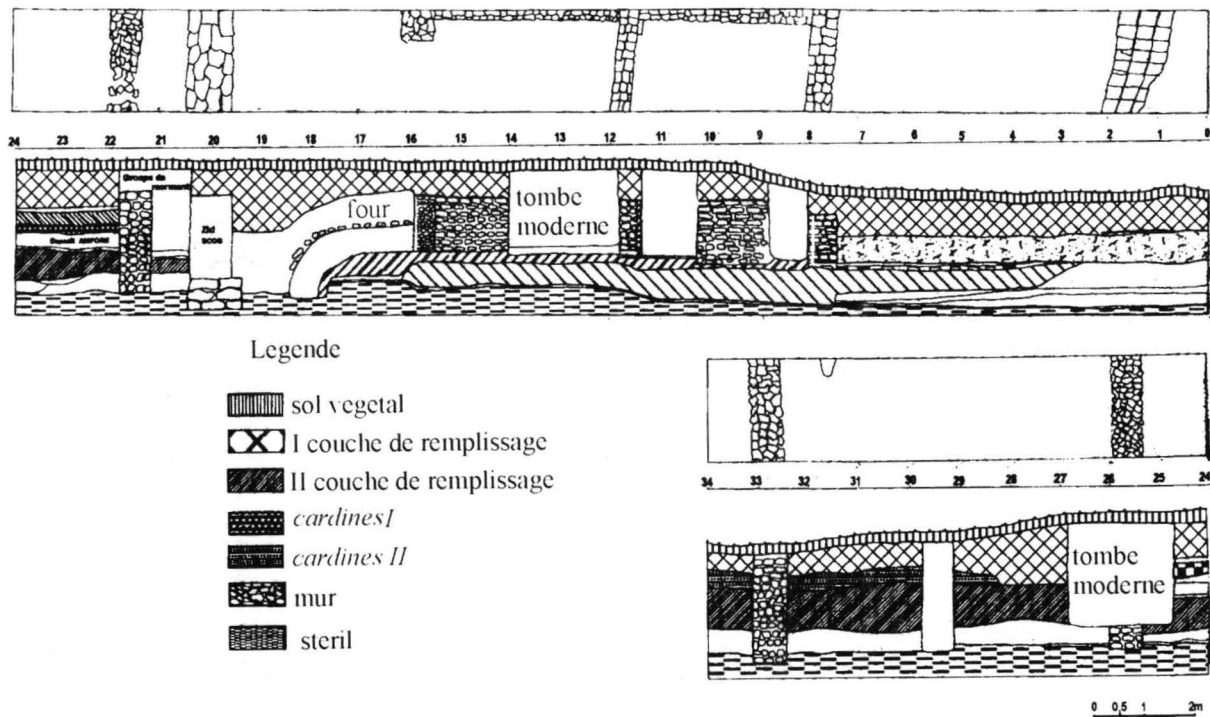 24 23 22 21 20 19 18 17 16 15 14 13 12 11 10 9 8 7 6 5 4 3 2 1 0
Groupe de
four
tombe
moderne
Zid
Legende
sol vegetal
I couche de remplissage
II couche de remplissage
cardines I
cardines II
mur
steril
34 33 32 31 30 29 28 27 26 25 24
tombe
moderne
0 0,5 1 2m